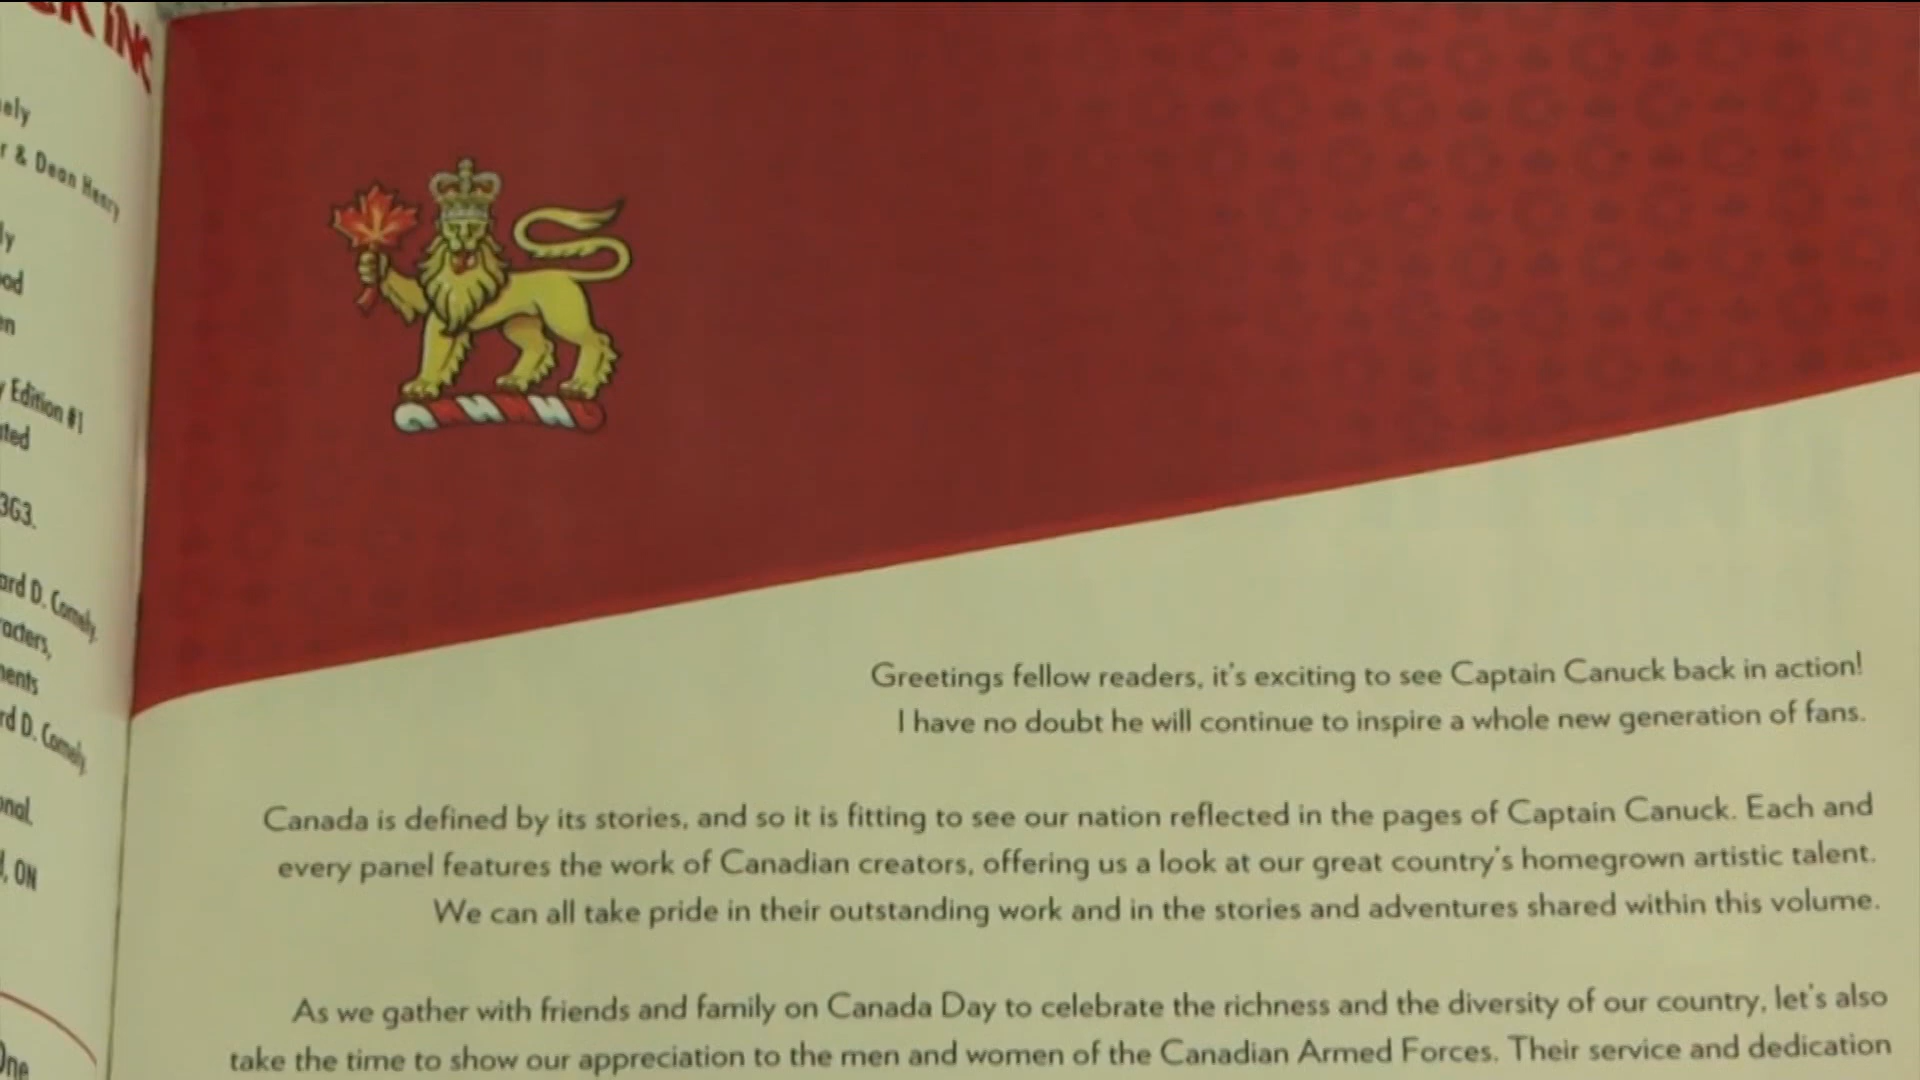 INC
& Dean Henry
Edition #1
3G3.
D. Comely.
D. Comely.
ON
One
Greetings fellow readers, it's exciting to see Captain Canuck back in action!
I have no doubt he will continue to inspire a whole new generation of fans.
Canada is defined by its stories, and so it is fitting to see our nation reflected in the pages of Captain Canuck. Each and
every panel features the work of Canadian creators, offering us a look at our great country's homegrown artistic talent.
We can all take pride in their outstanding work and in the stories and adventures shared within this volume.
As we gather with friends and family on Canada Day to celebrate the richness and the diversity of our country, let's also
take the time to show our appreciation to the men and women of the Canadian Armed Forces. Their service and dedication